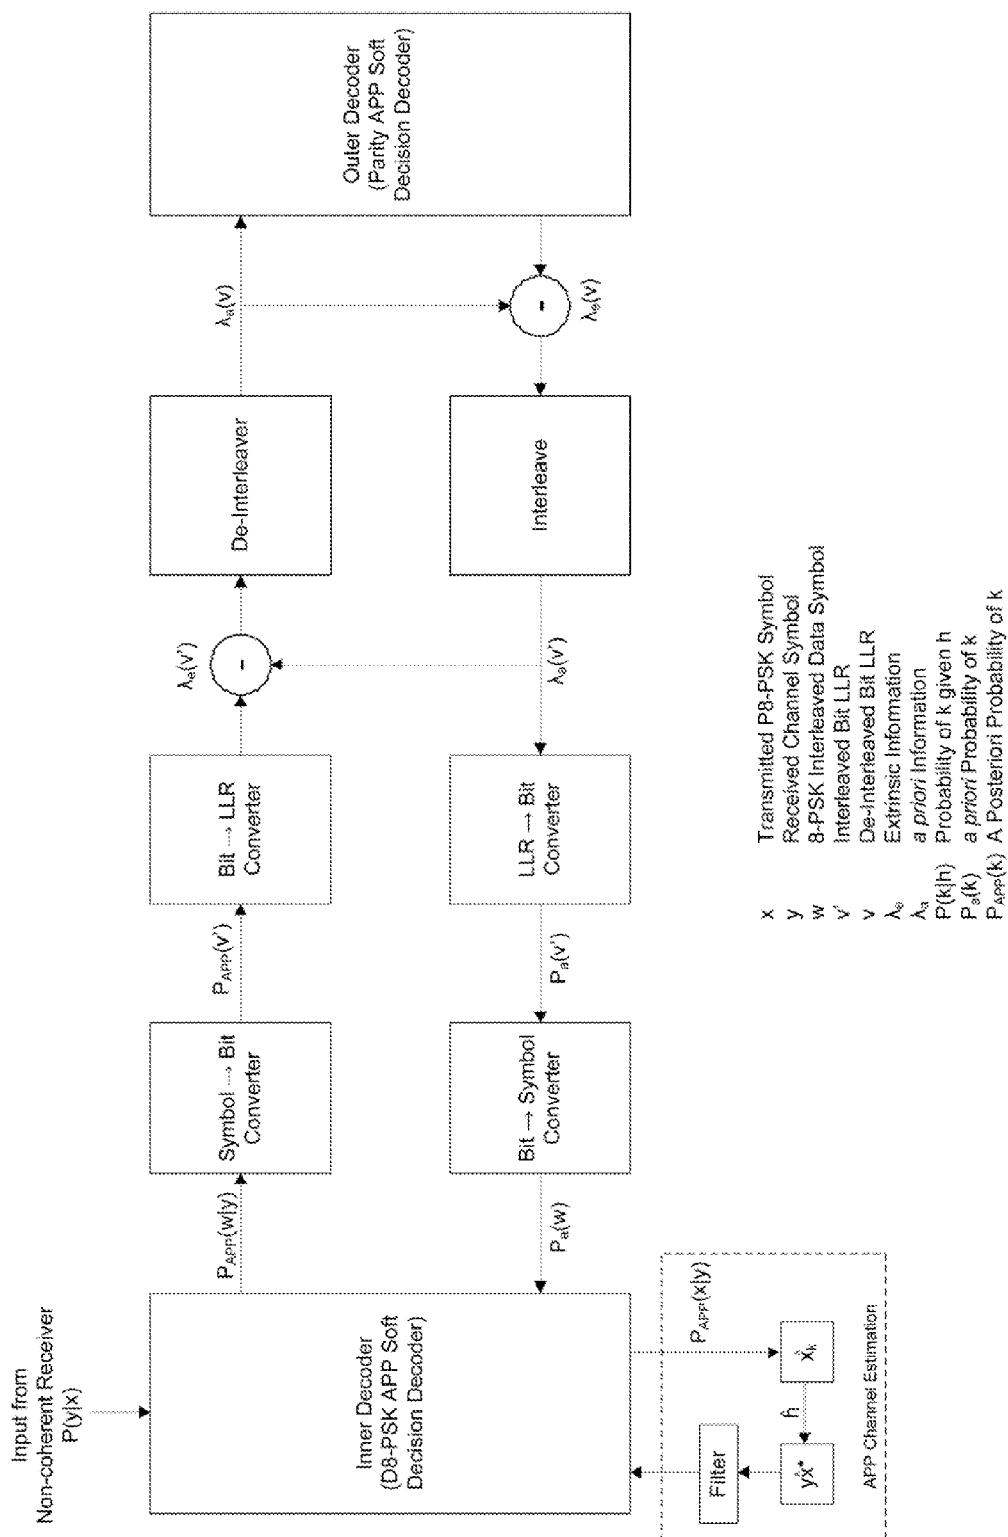 Input from
Non-coherent Receiver
P(y|x)
Inner Decoder
(D8-PSK APP Soft
Decision Decoder)
P_APP(w|y)
Symbol → Bit
Converter
P_APP(v')
Bit → LLR
Converter
λ_e(v')
-
De-Interleaver
λ_a(v)
Outer Decoder
(Parity APP Soft
Decision Decoder)
-
λ_e(v)
Interleave
λ_a(v')
LLR → Bit
Converter
P_a(v')
Bit → Symbol
Converter
P_a(w)
P_APP(x|y)
x̂_k
ĥ
yx̂*
Filter
APP Channel Estimation
x Transmitted P8-PSK Symbol
y Received Channel Symbol
w 8-PSK Interleaved Data Symbol
v' Interleaved Bit LLR
v De-Interleaved Bit LLR
λ_e Extrinsic Information
λ_a a priori Information
P(k|h) Probability of k given h
P_a(k) a priori Probability of k
P_APP(k) A Posteriori Probability of k